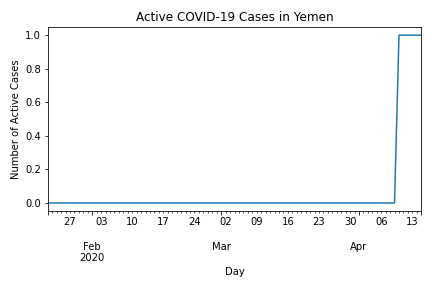 Active COVID-19 Cases in Yemen
Number of Active Cases
1.0
0.8
0.6
0.4
0.2
0.0
27 03 10 17 24 02 09 16 23 30 06 13
Feb Mar Apr
2020
Day